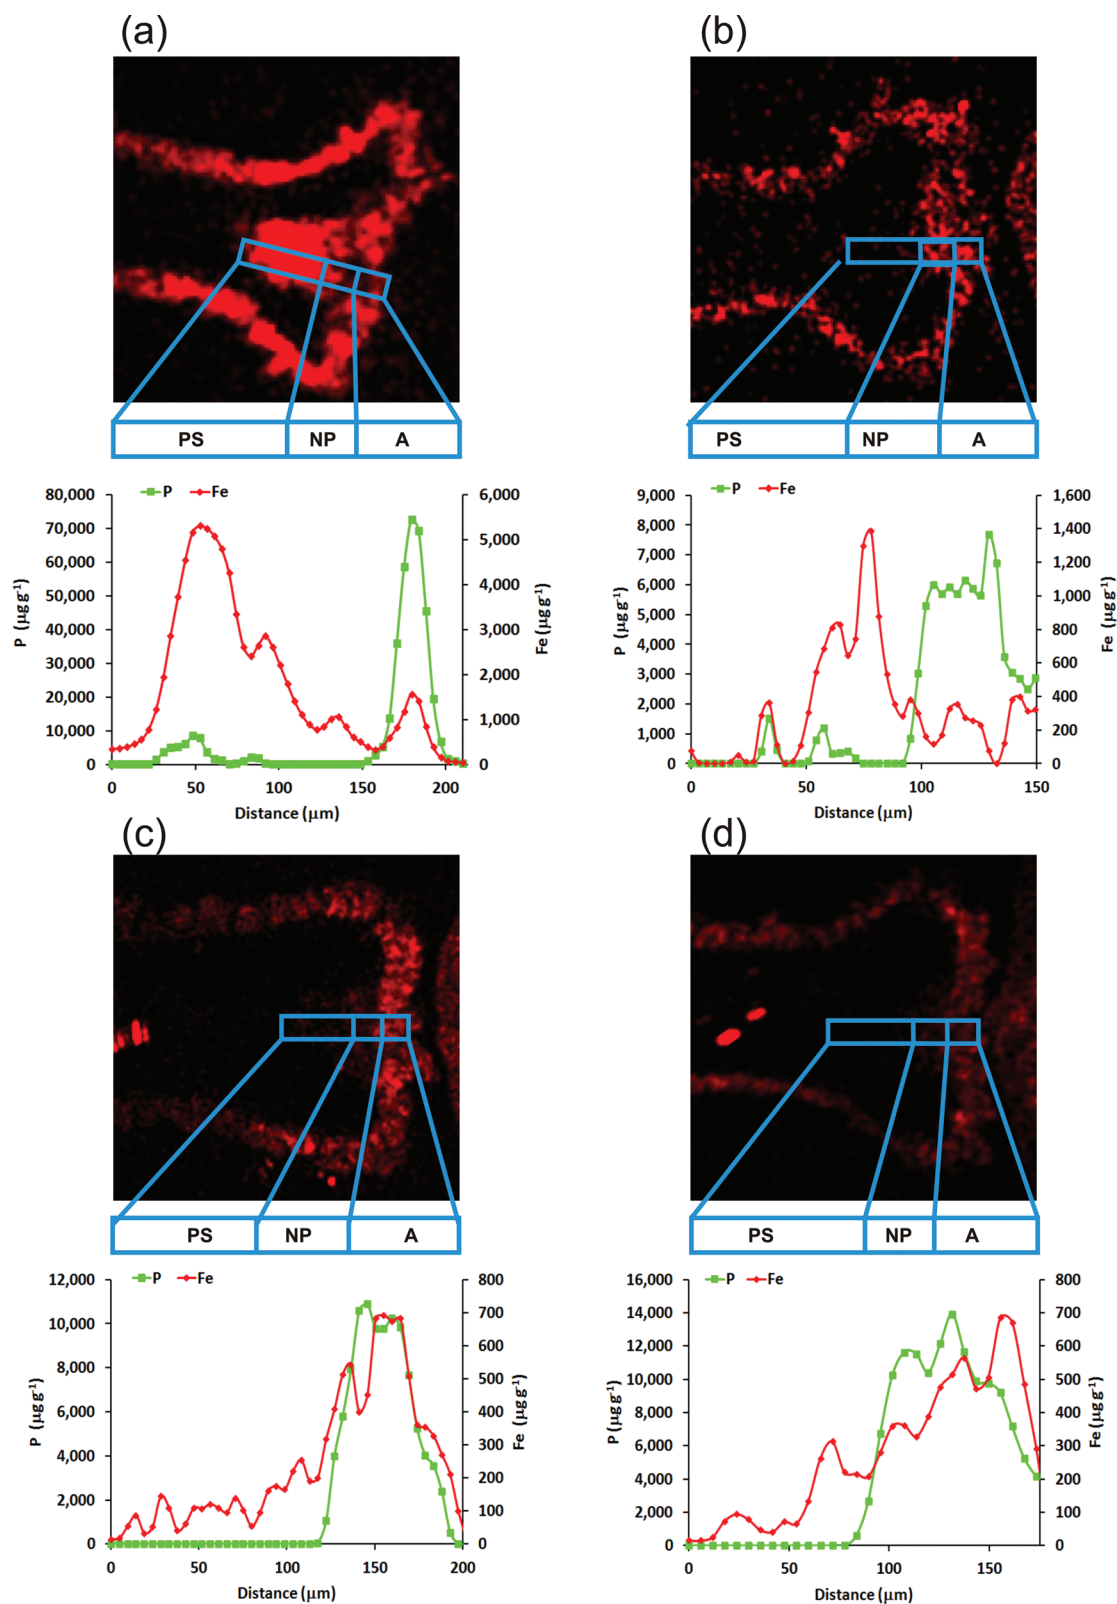 (a)
(b)
PS NP A
PS NP A
P Fe
80,000
70,000
60,000
50,000
40,000
30,000
20,000
10,000
0
P (µg g-1)
6,000
5,000
4,000
3,000
2,000
1,000
0
Fe (µg g-1)
0 50 100 150 200
Distance (µm)
P Fe
9,000
8,000
7,000
6,000
5,000
4,000
3,000
2,000
1,000
0
P (µg g-1)
1,600
1,400
1,200
1,000
800
600
400
200
0
Fe (µg g-1)
0 50 100 150
Distance (µm)
(c)
(d)
PS NP A
PS NP A
P Fe
12,000
10,000
8,000
6,000
4,000
2,000
0
P (µg g-1)
800
700
600
500
400
300
200
100
0
Fe (µg g-1)
0 50 100 150 200
Distance (µm)
P Fe
16,000
14,000
12,000
10,000
8,000
6,000
4,000
2,000
0
P (µg g-1)
800
700
600
500
400
300
200
100
0
Fe (µg g-1)
0 50 100 150
Distance (µm)